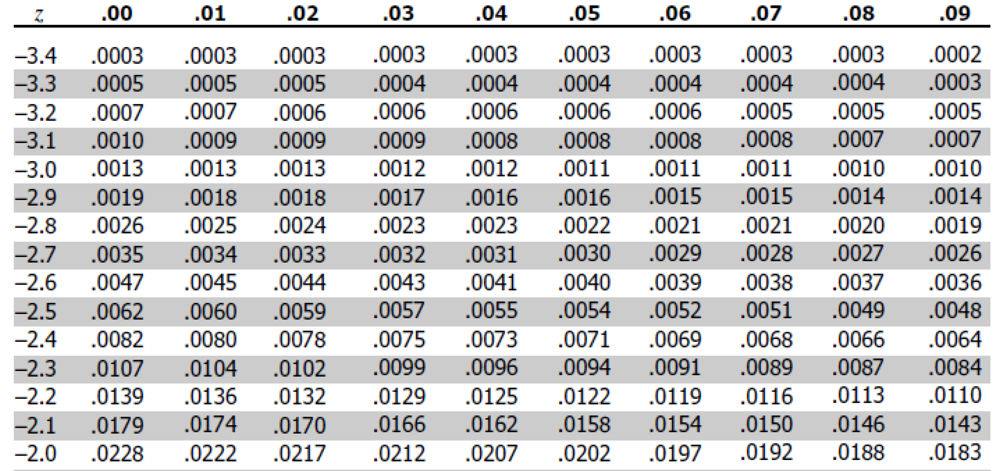 z .00 .01 .02 .03 .04 .05 .06 .07 .08 .09
–3.4 .0003 .0003 .0003 .0003 .0003 .0003 .0003 .0003 .0003 .0002
–3.3 .0005 .0005 .0005 .0004 .0004 .0004 .0004 .0004 .0004 .0003
–3.2 .0007 .0007 .0006 .0006 .0006 .0006 .0006 .0005 .0005 .0005
–3.1 .0010 .0009 .0009 .0009 .0008 .0008 .0008 .0008 .0007 .0007
–3.0 .0013 .0013 .0013 .0012 .0012 .0011 .0011 .0011 .0010 .0010
–2.9 .0019 .0018 .0018 .0017 .0016 .0016 .0015 .0015 .0014 .0014
–2.8 .0026 .0025 .0024 .0023 .0023 .0022 .0021 .0021 .0020 .0019
–2.7 .0035 .0034 .0033 .0032 .0031 .0030 .0029 .0028 .0027 .0026
–2.6 .0047 .0045 .0044 .0043 .0041 .0040 .0039 .0038 .0037 .0036
–2.5 .0062 .0060 .0059 .0057 .0055 .0054 .0052 .0051 .0049 .0048
–2.4 .0082 .0080 .0078 .0075 .0073 .0071 .0069 .0068 .0066 .0064
–2.3 .0107 .0104 .0102 .0099 .0096 .0094 .0091 .0089 .0087 .0084
–2.2 .0139 .0136 .0132 .0129 .0125 .0122 .0119 .0116 .0113 .0110
–2.1 .0179 .0174 .0170 .0166 .0162 .0158 .0154 .0150 .0146 .0143
–2.0 .0228 .0222 .0217 .0212 .0207 .0202 .0197 .0192 .0188 .0183